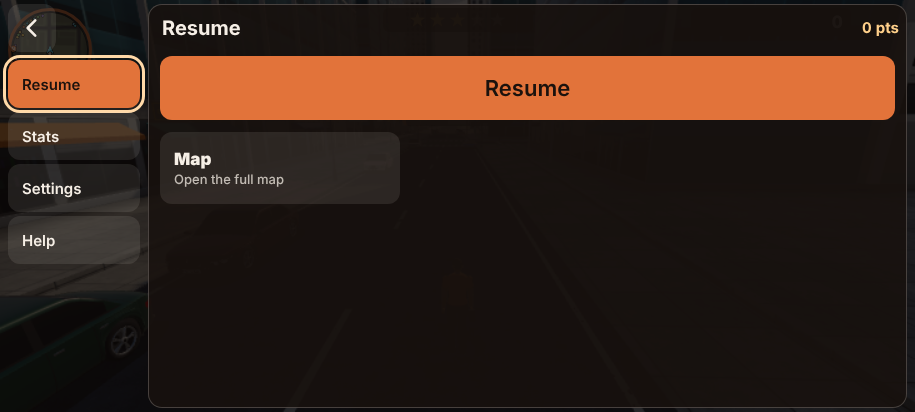 Resume
0 pts
Resume
Stats
Settings
Help
Resume
Map
Open the full map